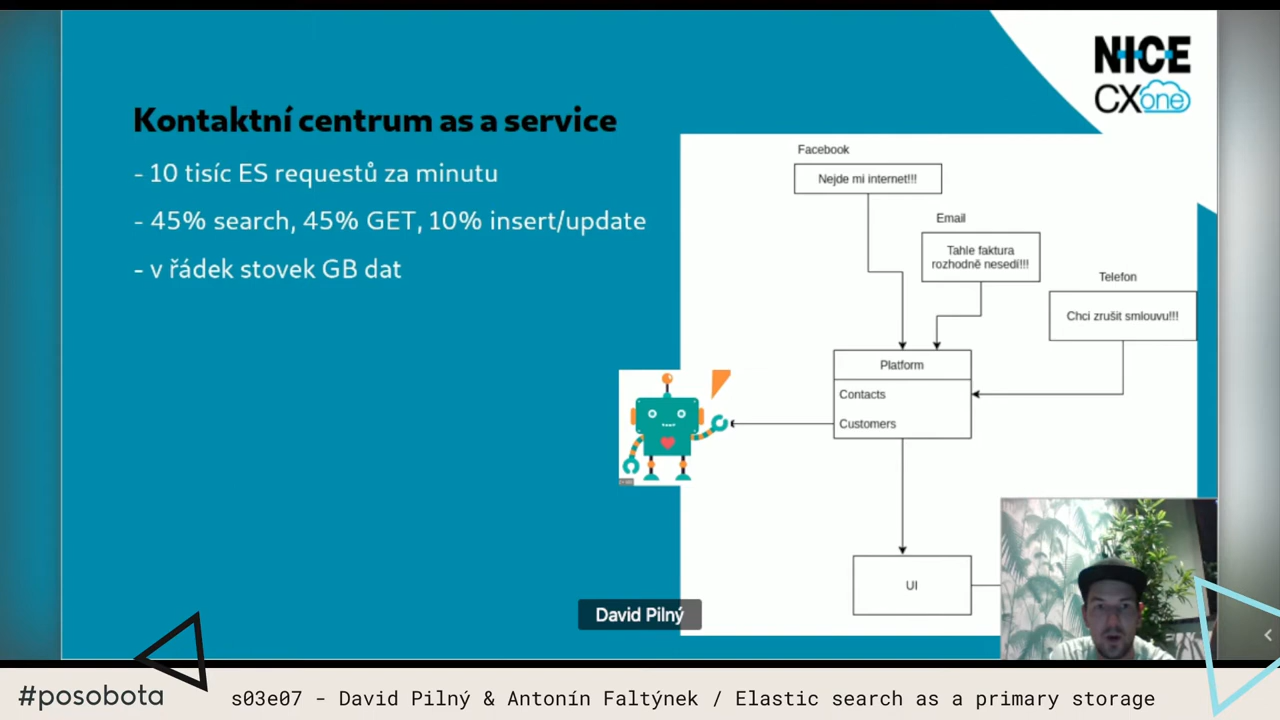 NICE
CXone
Kontaktní centrum as a service
- 10 tisíc ES requestů za minutu
- 45% search, 45% GET, 10% insert/update
- v řádek stovek GB dat
Facebook
Nejde mi internet!!!
Email
Tahle faktura
rozhodně nesedí!!!
Telefon
Chci zrušit smlouvu!!!
Platform
Contacts
Customers
UI
David Pilný
#posobota
s03e07 - David Pilný & Antonín Faltýnek / Elastic search as a primary storage